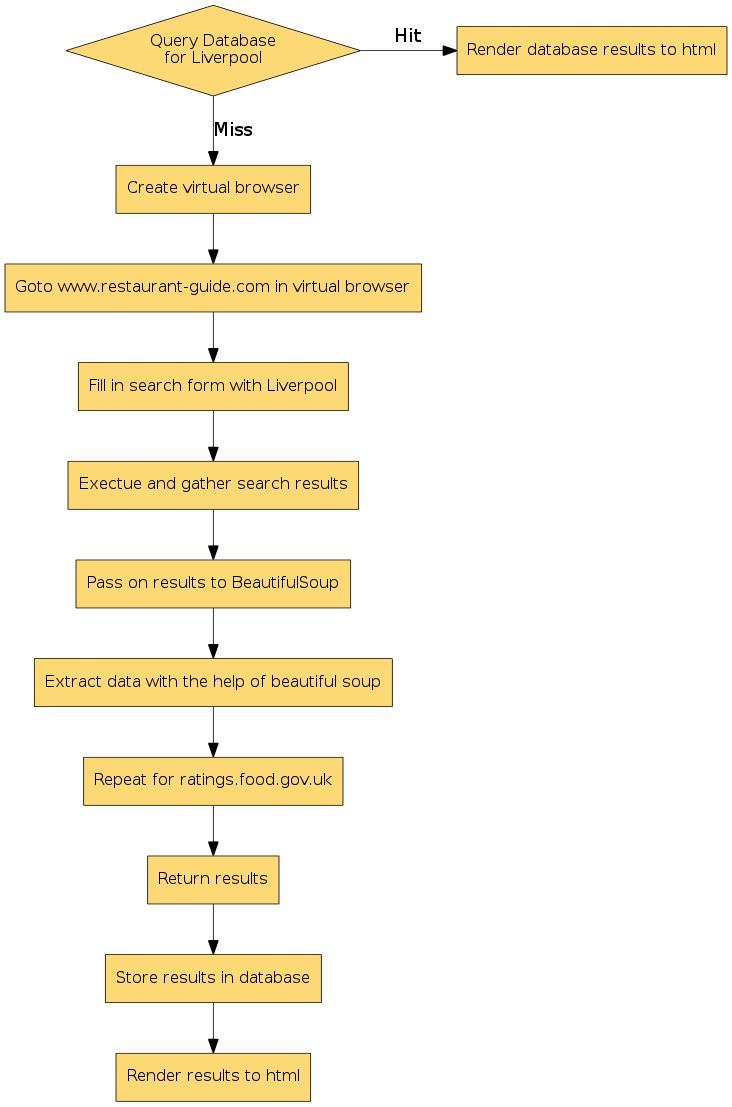 Query Database
for Liverpool
Hit
Render database results to html
Miss
Create virtual browser
Goto www.restaurant-guide.com in virtual browser
Fill in search form with Liverpool
Exectue and gather search results
Pass on results to BeautifulSoup
Extract data with the help of beautiful soup
Repeat for ratings.food.gov.uk
Return results
Store results in database
Render results to html